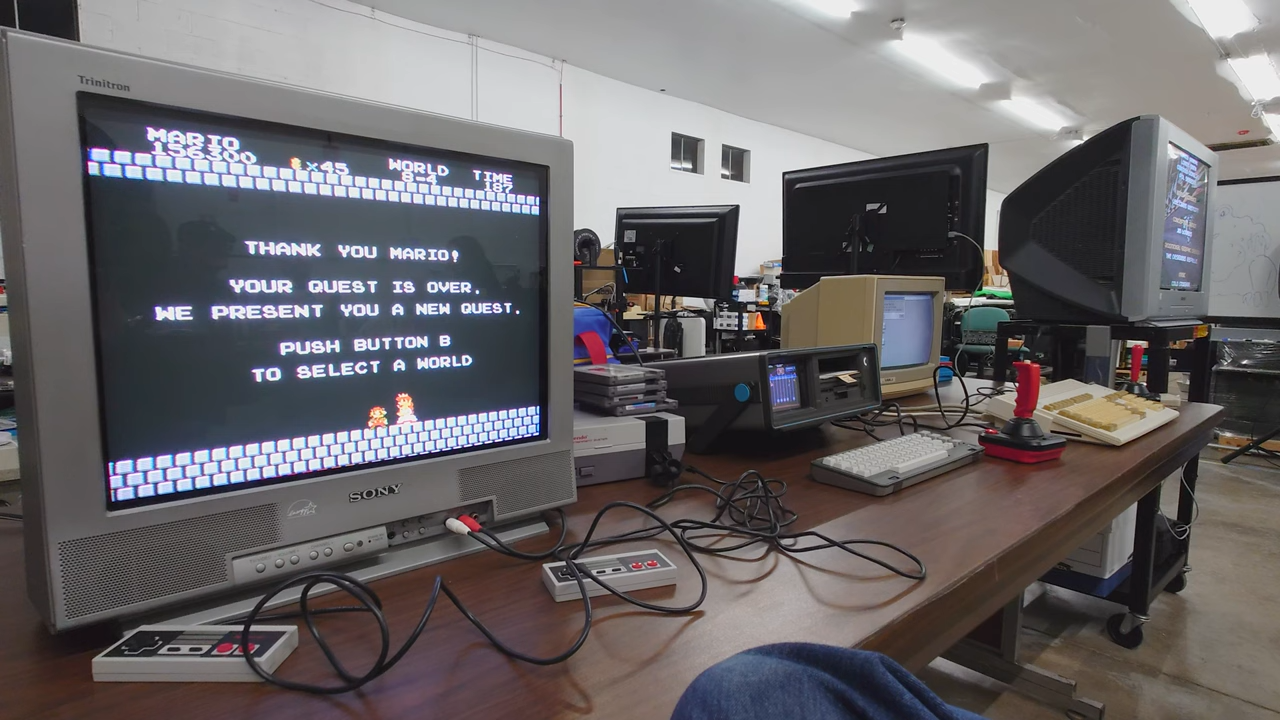 Trinitron
MARIO
156300
×45
WORLD
8-4
TIME
187
THANK YOU MARIO!
YOUR QUEST IS OVER.
WE PRESENT YOU A NEW QUEST.
PUSH BUTTON B
TO SELECT A WORLD
SONY